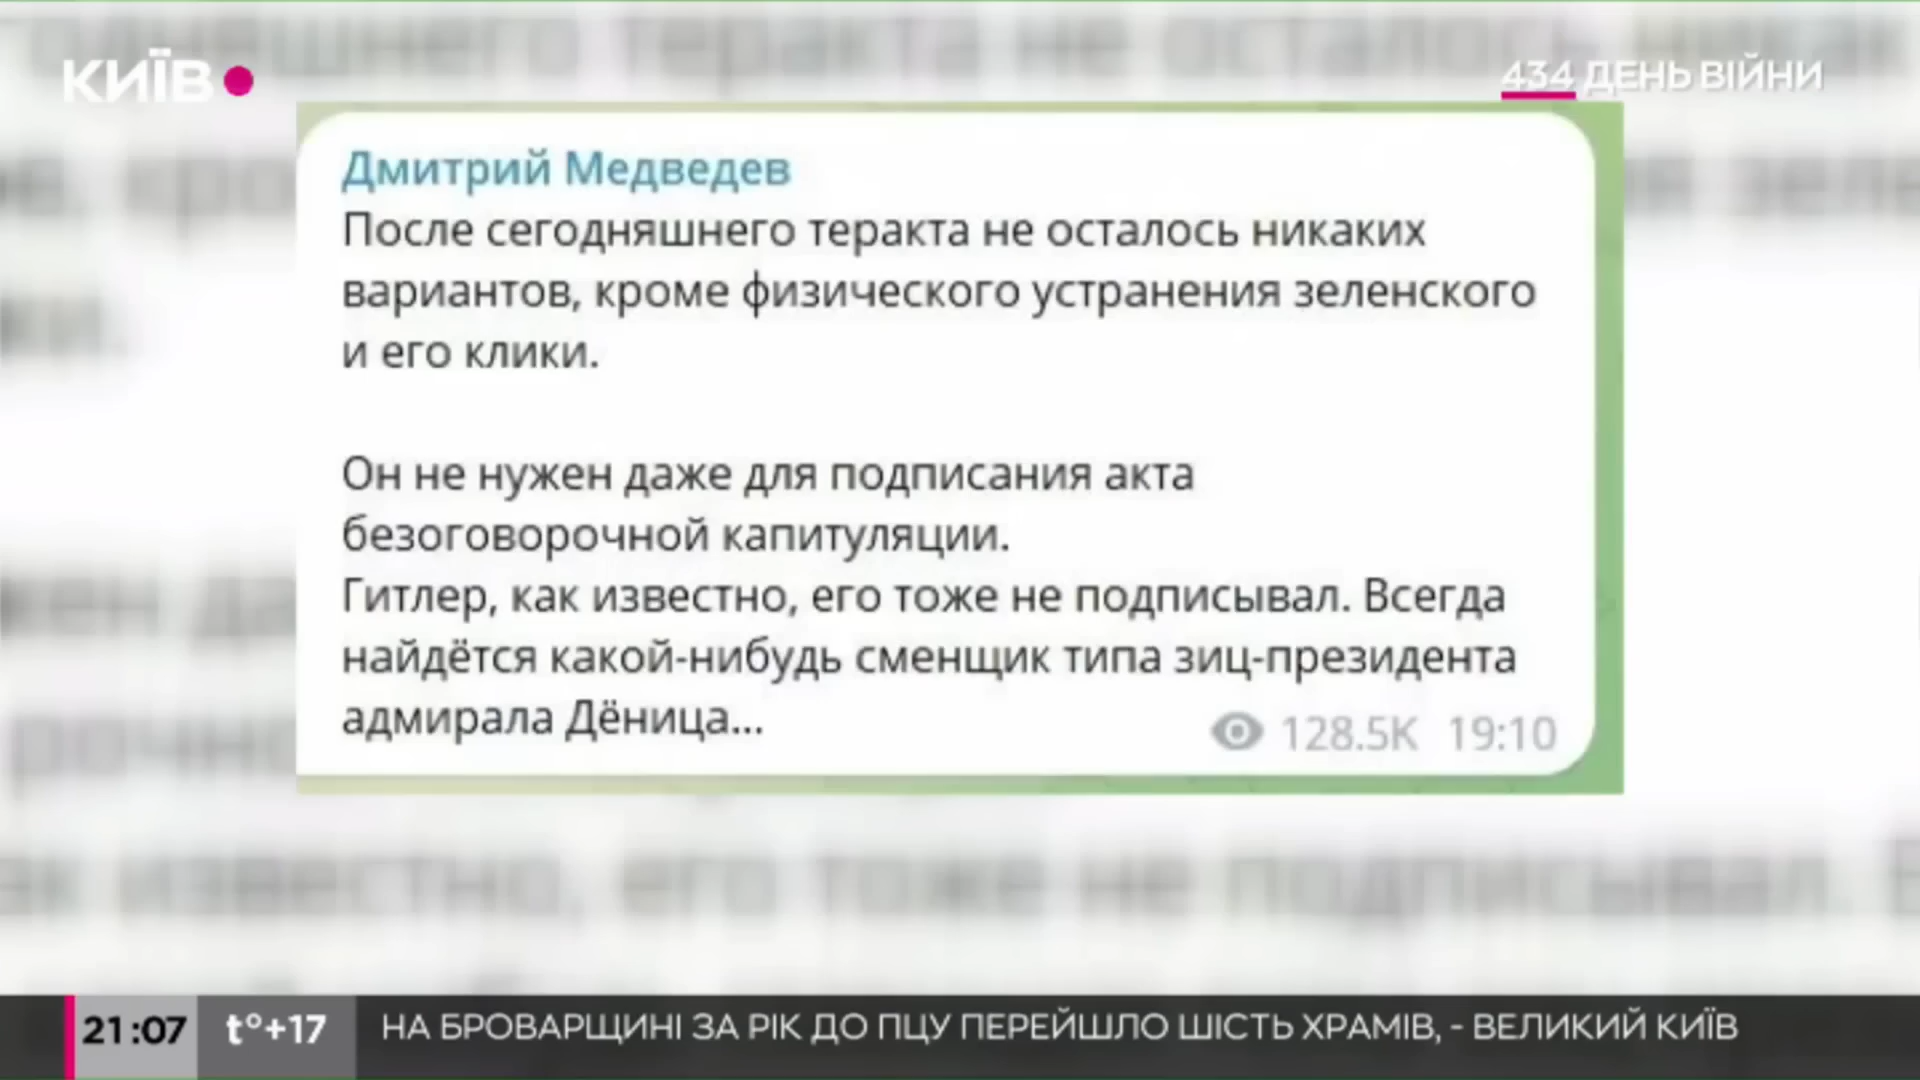 КИЇВ
434 ДЕНЬ ВІЙНИ
Дмитрий Медведев
После сегодняшнего теракта не осталось никаких
вариантов, кроме физического устранения зеленского
и его клики.
Он не нужен даже для подписания акта
безоговорочной капитуляции.
Гитлер, как известно, его тоже не подписывал. Всегда
найдётся какой-нибудь сменщик типа зиц-президента
адмирала Дёница...
128.5K 19:10
21:07 t°+17 НА БРОВАРЩИНІ ЗА РІК ДО ПЦУ ПЕРЕЙШЛО ШІСТЬ ХРАМІВ, - ВЕЛИКИЙ КИЇВ